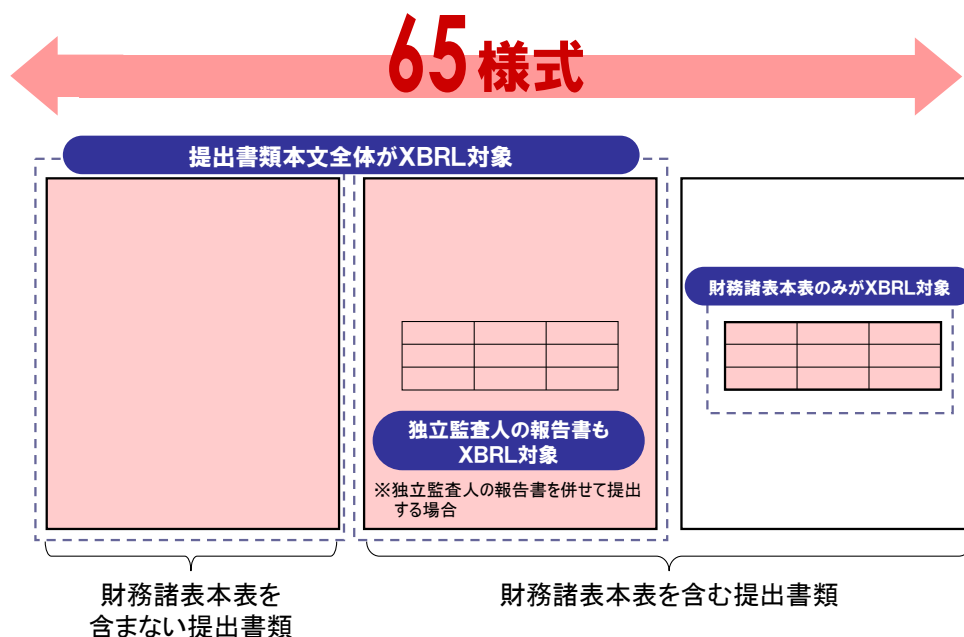 65様式
提出書類本文全体がXBRL対象
財務諸表本表のみがXBRL対象
独立監査人の報告書も
XBRL対象
※独立監査人の報告書を併せて提出
する場合
財務諸表本表を
含まない提出書類
財務諸表本表を含む提出書類